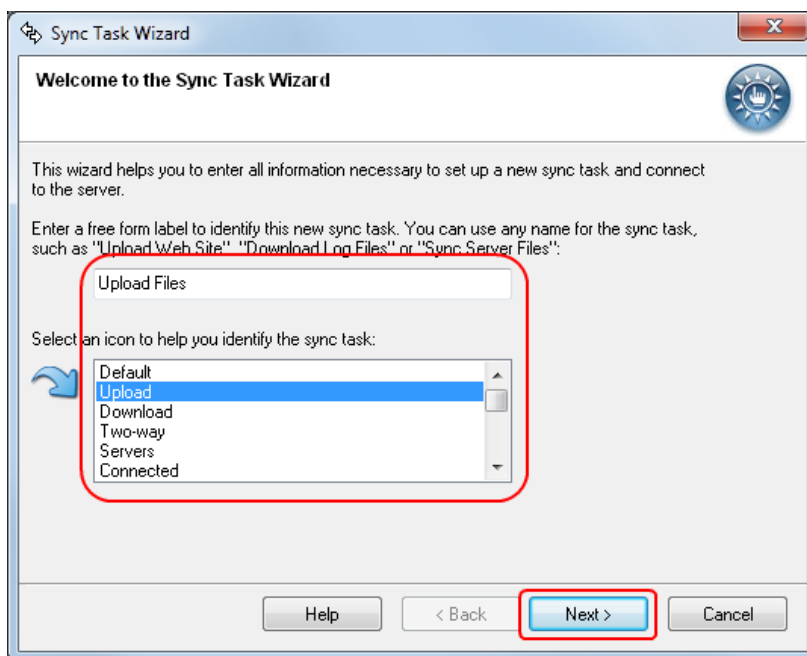 Sync Task Wizard
X
Welcome to the Sync Task Wizard
This wizard helps you to enter all information necessary to set up a new sync task and connect
to the server.
Enter a free form label to identify this new sync task. You can use any name for the sync task,
such as "Upload Web Site", "Download Log Files" or "Sync Server Files":
Upload Files
Select an icon to help you identify the sync task:
Default
Upload
Download
Two-way
Servers
Connected
Help
< Back
Next >
Cancel